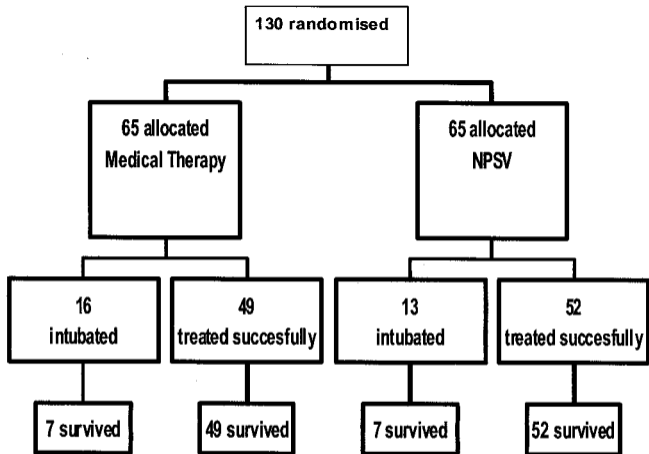 130 randomised
65 allocated
Medical Therapy
65 allocated
NPSV
16
intubated
49
treated succesfully
13
intubated
52
treated succesfully
7 survived
49 survived
7 survived
52 survived